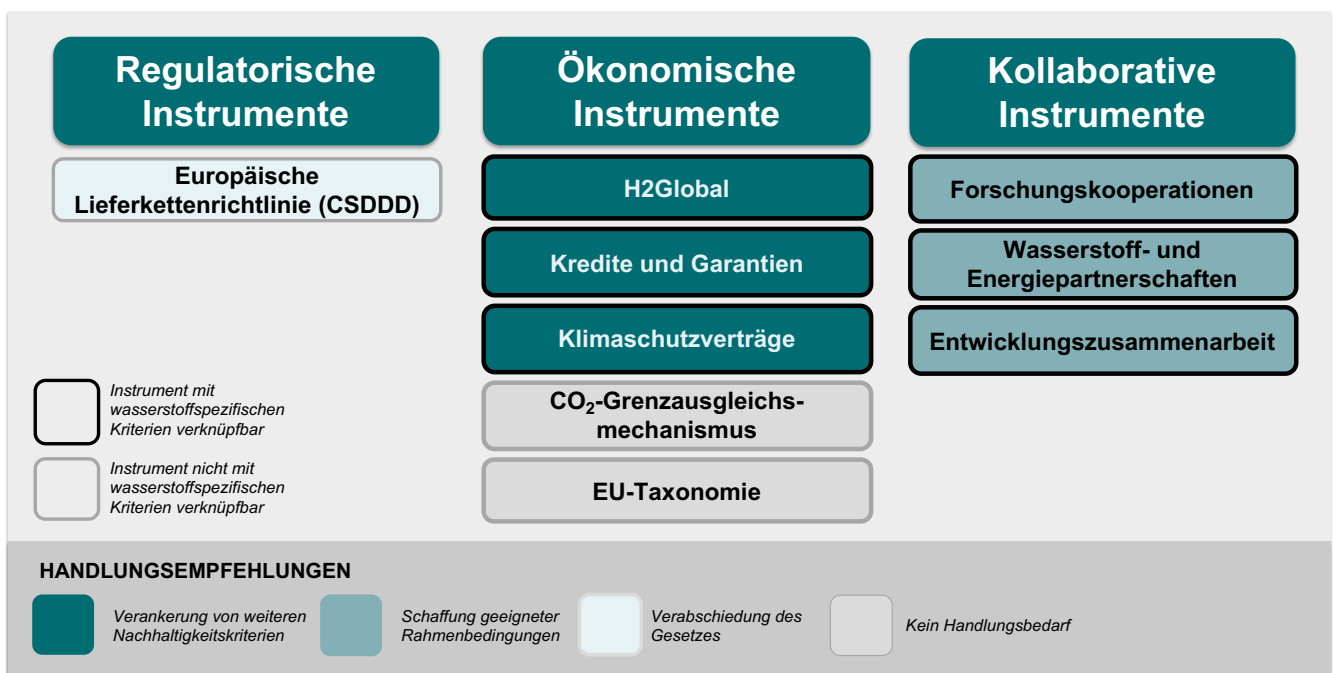 Regulatorische
Instrumente
Europäische
Lieferkettenrichtlinie (CSDDD)
Ökonomische
Instrumente
H2Global
Kredite und Garantien
Klimaschutzverträge
CO₂-Grenzausgleichs-
mechanismus
EU-Taxonomie
Kollaborative
Instrumente
Forschungskooperationen
Wasserstoff- und
Energiepartnerschaften
Entwicklungszusammenarbeit
Instrument mit
wasserstoffspezifischen
Kriterien verknüpfbar
Instrument nicht mit
wasserstoffspezifischen
Kriterien verknüpfbar
HANDLUNGSEMPFEHLUNGEN
Verankerung von weiteren
Nachhaltigkeitskriterien
Schaffung geeigneter
Rahmenbedingungen
Verabschiedung des
Gesetzes
Kein Handlungsbedarf